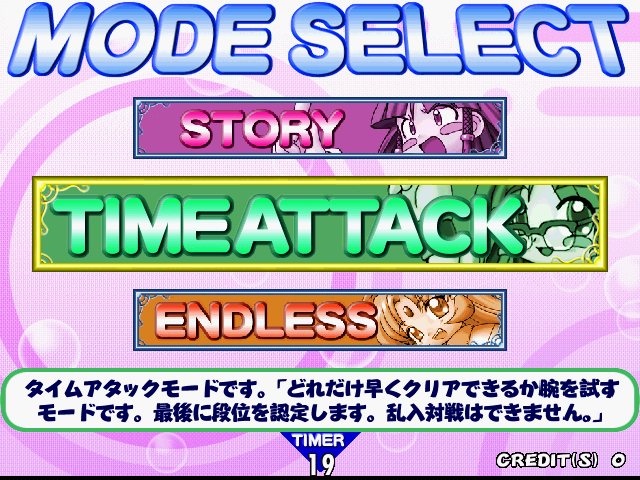 MODE SELECT
STORY
TIME ATTACK
ENDLESS
タイムアタックモードです。「どれだけ早くクリアできるか腕を試す
モードです。最後に段位を認定します。乱入対戦はできません。」
TIMER
19
CREDIT(S) 0